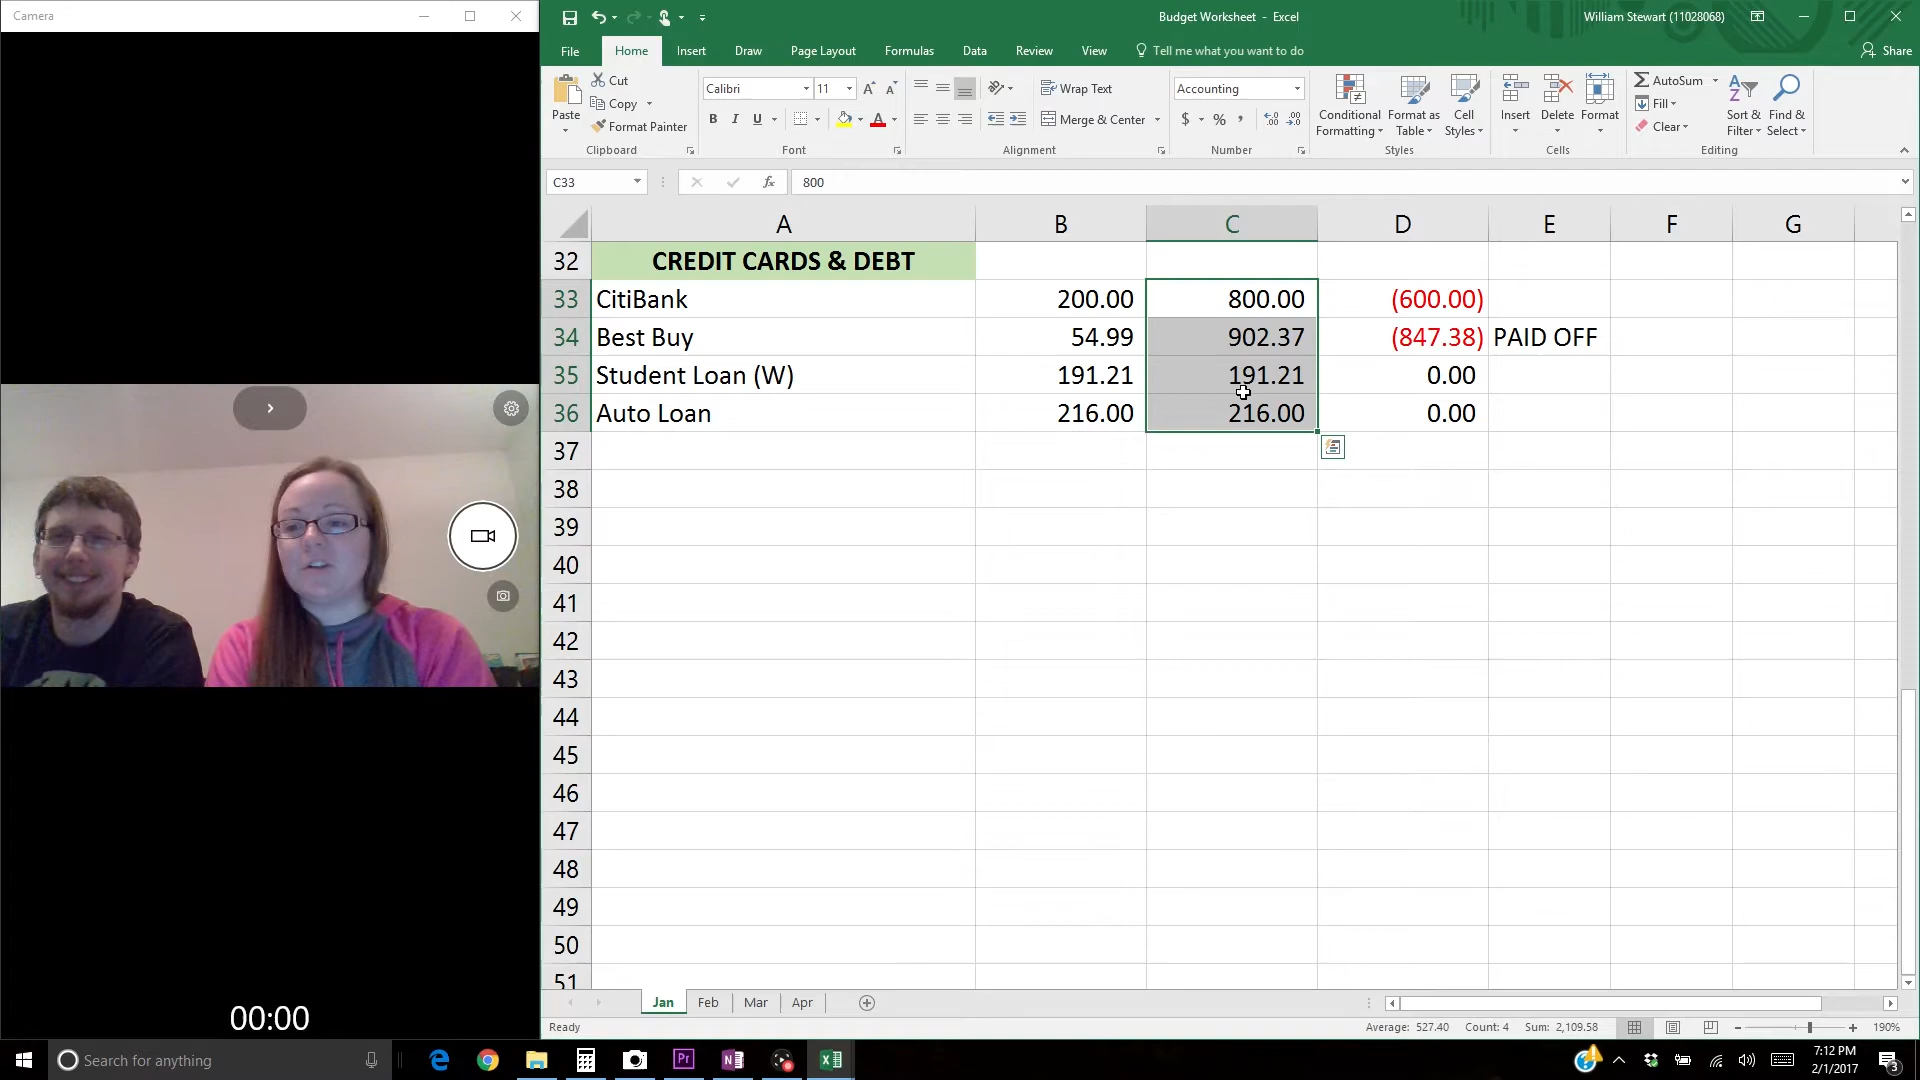 Camera
00:00
Budget Worksheet - Excel
William Stewart (11028068)
File Home Insert Draw Page Layout Formulas Data Review View Tell me what you want to do Share
Paste
Cut
Copy
Format Painter
Clipboard
Calibri 11
B I U
Font
Wrap Text
Merge & Center
Alignment
Accounting
$ % ,
Number
Conditional Formatting
Format as Table
Cell Styles
Styles
Insert Delete Format
Cells
AutoSum
Fill
Clear
Sort & Filter
Find & Select
Editing
C33 fx 800
A B C D E F G
32 CREDIT CARDS & DEBT
33 CitiBank 200.00 800.00 (600.00)
34 Best Buy 54.99 902.37 (847.38) PAID OFF
35 Student Loan (W) 191.21 191.21 0.00
36 Auto Loan 216.00 216.00 0.00
37
38
39
40
41
42
43
44
45
46
47
48
49
50
51
Jan Feb Mar Apr
Ready Average: 527.40 Count: 4 Sum: 2,109.58 190%
Search for anything
7:12 PM
2/1/2017